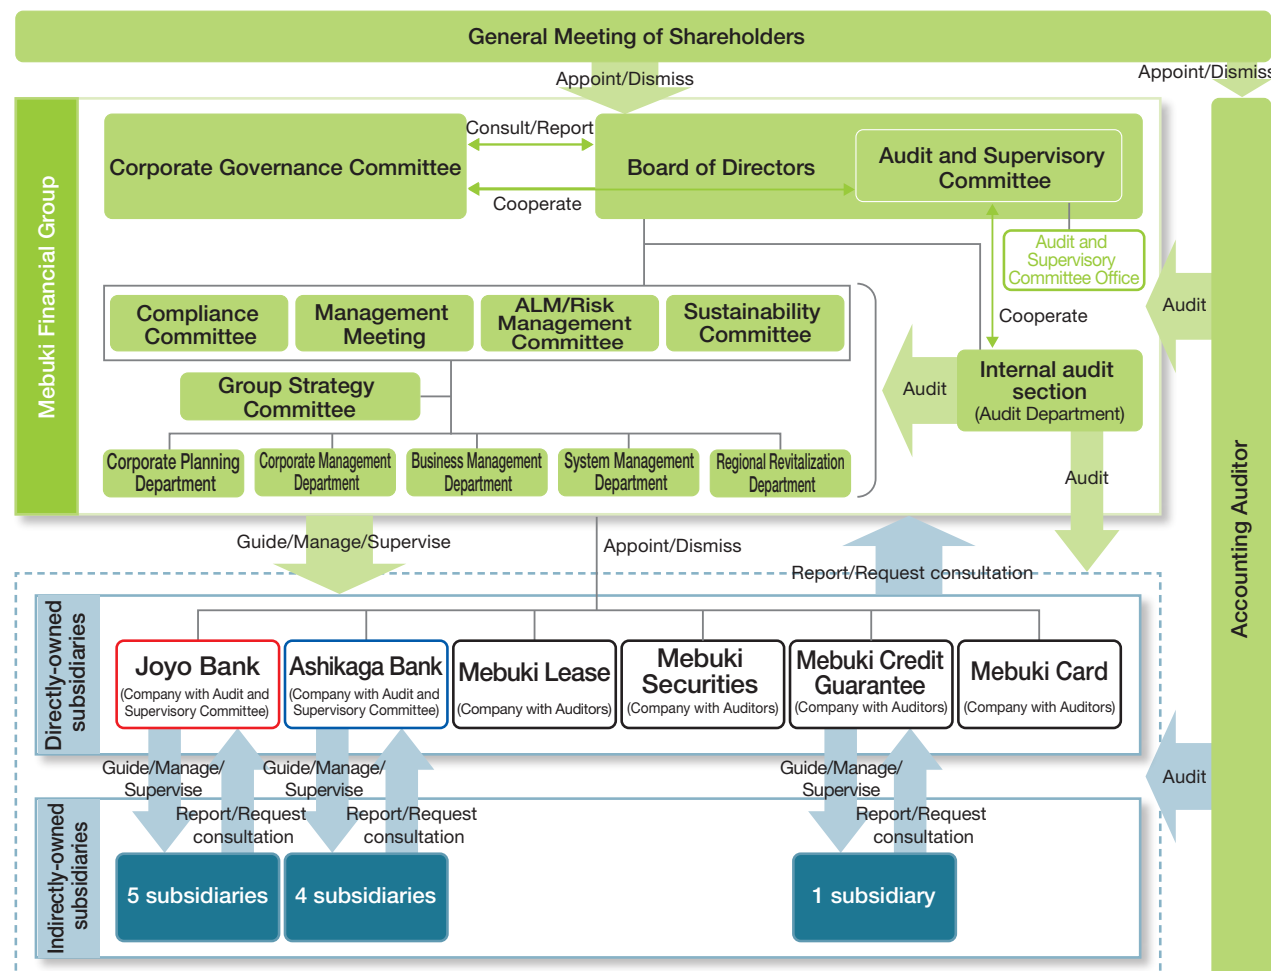 General Meeting of Shareholders
Appoint/Dismiss
Appoint/Dismiss
Mebuki Financial Group
Corporate Governance Committee
Consult/Report
Cooperate
Board of Directors
Audit and Supervisory
Committee
Audit and
Supervisory
Committee Office
Audit
Cooperate
Compliance
Committee
Management
Meeting
ALM/Risk
Management
Committee
Sustainability
Committee
Group Strategy
Committee
Audit
Internal audit
section
(Audit Department)
Corporate Planning
Department
Corporate Management
Department
Business Management
Department
System Management
Department
Regional Revitalization
Department
Audit
Accounting Auditor
Guide/Manage/Supervise
Appoint/Dismiss
Report/Request consultation
Directly-owned
subsidiaries
Joyo Bank
(Company with Audit and
Supervisory Committee)
Ashikaga Bank
(Company with Audit and
Supervisory Committee)
Mebuki Lease
(Company with Auditors)
Mebuki
Securities
(Company with Auditors)
Mebuki Credit
Guarantee
(Company with Auditors)
Mebuki Card
(Company with Auditors)
Guide/Manage/
Supervise
Report/Request
consultation
Guide/Manage/
Supervise
Report/Request
consultation
Guide/Manage/
Supervise
Report/Request
consultation
Audit
Indirectly-owned
subsidiaries
5 subsidiaries
4 subsidiaries
1 subsidiary